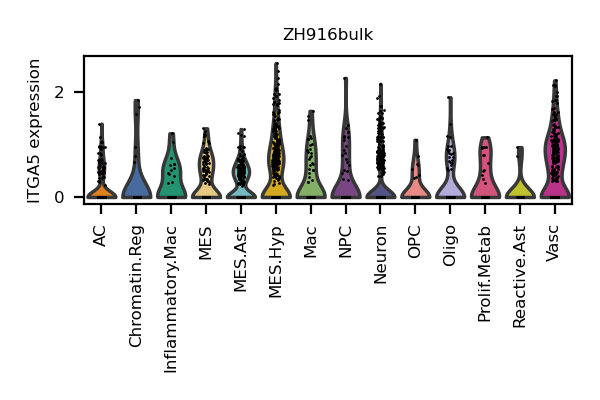 ZH916bulk
ITGA5 expression
2
0
AC
Chromatin.Reg
Inflammatory.Mac
MES
MES.Ast
MES.Hyp
Mac
NPC
Neuron
OPC
Oligo
Prolif.Metab
Reactive.Ast
Vasc